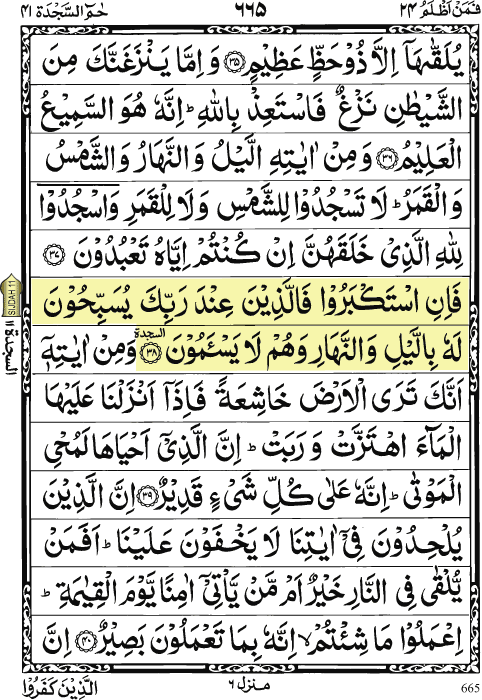 فَمَنْ اَظْلَمُ ٢٤ ٦٦٥ حٰمٓ السَّجْدَة ٤١
يُلَقّٰىهَاۤ اِلَّا ذُوْ حَظٍّ عَظِيْمٍ ۝٣٥ وَ اِمَّا يَنْزَغَنَّكَ مِنَ
الشَّيْطٰنِ نَزْغٌ فَاسْتَعِذْ بِاللّٰهِ ؕ اِنَّهٗ هُوَ السَّمِيْعُ
الْعَلِيْمُ ۝٣٦ وَ مِنْ اٰيٰتِهِ الَّيْلُ وَ النَّهَارُ وَ الشَّمْسُ
وَ الْقَمَرُ ؕ لَا تَسْجُدُوْا لِلشَّمْسِ وَ لَا لِلْقَمَرِ وَ اسْجُدُوْا
لِلّٰهِ الَّذِيْ خَلَقَهُنَّ اِنْ كُنْتُمْ اِيَّاهُ تَعْبُدُوْنَ ۝٣٧
فَاِنِ اسْتَكْبَرُوْا فَالَّذِيْنَ عِنْدَ رَبِّكَ يُسَبِّحُوْنَ
لَهٗ بِالَّيْلِ وَ النَّهَارِ وَ هُمْ لَا يَسْـَٔمُوْنَ ۝٣٨ السجدة وَ مِنْ اٰيٰتِهٖۤ
اَنَّكَ تَرَى الْاَرْضَ خَاشِعَةً فَاِذَاۤ اَنْزَلْنَا عَلَيْهَا
الْمَآءَ اهْتَزَّتْ وَ رَبَتْ ؕ اِنَّ الَّذِيْۤ اَحْيَاهَا لَمُحْيِ
الْمَوْتٰى ؕ اِنَّهٗ عَلٰى كُلِّ شَيْءٍ قَدِيْرٌ ۝٣٩ اِنَّ الَّذِيْنَ
يُلْحِدُوْنَ فِيْۤ اٰيٰتِنَا لَا يَخْفَوْنَ عَلَيْنَا ؕ اَفَمَنْ
يُّلْقٰى فِي النَّارِ خَيْرٌ اَمْ مَّنْ يَّاْتِيْۤ اٰمِنًا يَّوْمَ الْقِيٰمَةِ ؕ
اِعْمَلُوْا مَا شِئْتُمْ ۙ اِنَّهٗ بِمَا تَعْمَلُوْنَ بَصِيْرٌ ۝٤٠ اِنَّ
SIJDAH 11
السجدة ١١
منزل ٦
الَّذِيْنَ كَفَرُوْا
665